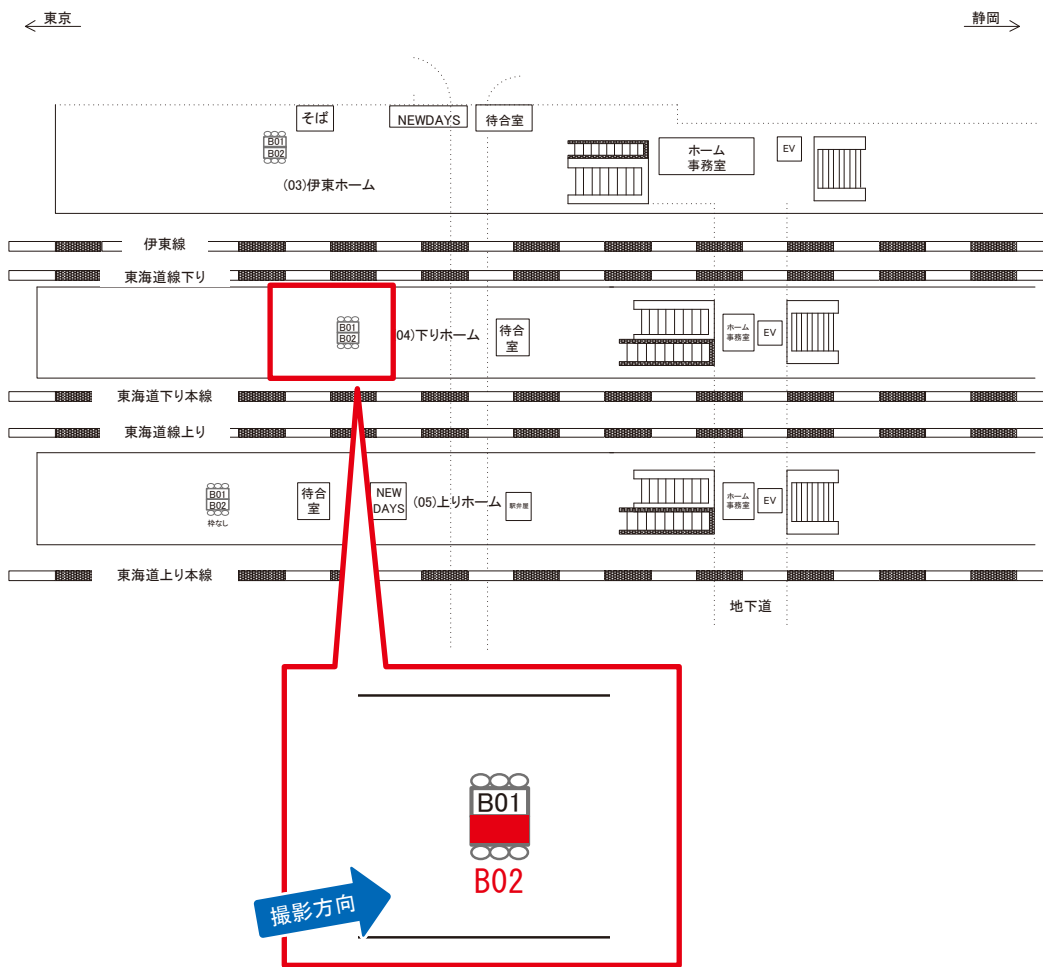 東京
静岡
そば
NEWDAYS
待合室
B01
B02
ホーム
事務室
EV
(03)伊東ホーム
伊東線
東海道線下り
B01
B02
04)下りホーム
待合
室
ホーム
事務室
EV
東海道下り本線
東海道線上り
B01
B02
枠なし
待合
室
NEW
DAYS
(05)上りホーム
駅弁屋
ホーム
事務室
EV
東海道上り本線
地下道
B01
B02
撮影方向